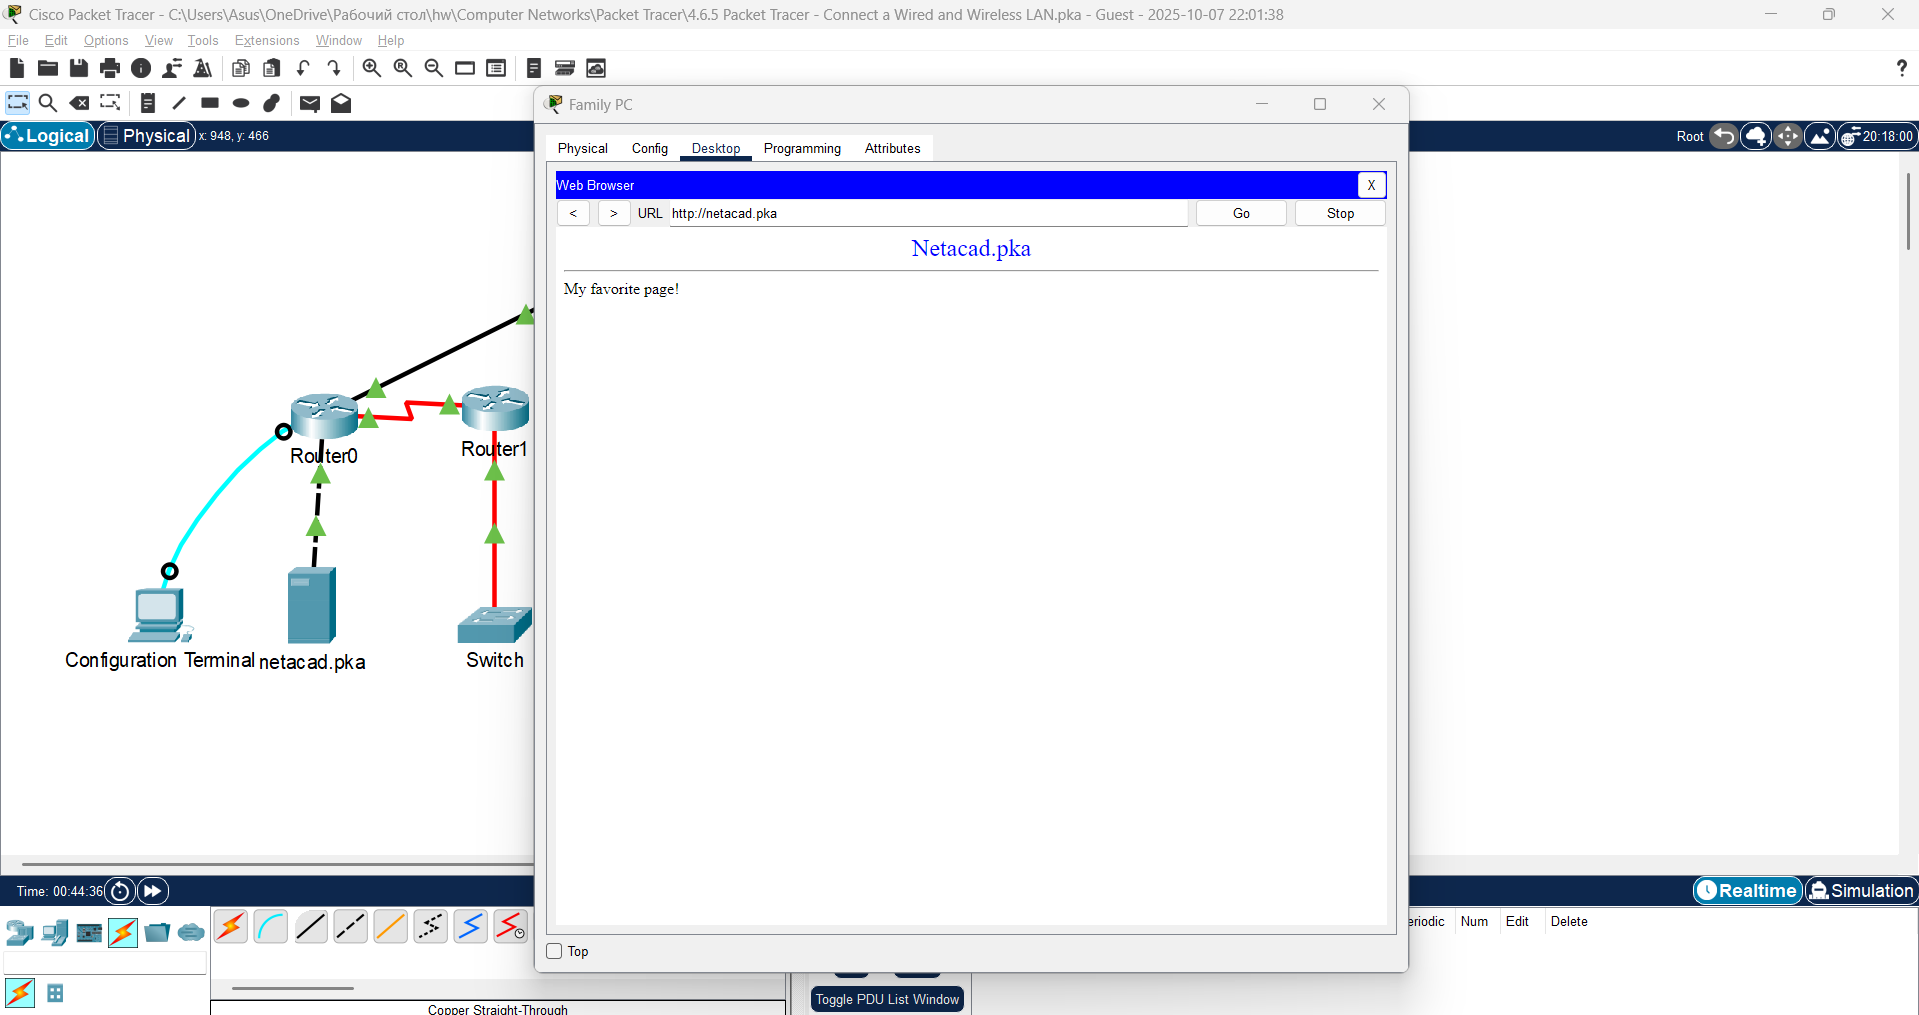 Cisco Packet Tracer - C:\Users\Asus\OneDrive\Рабочий стол\hw\Computer Networks\Packet Tracer\4.6.5 Packet Tracer - Connect a Wired and Wireless LAN.pka - Guest - 2025-10-07 22:01:38
File Edit Options View Tools Extensions Window Help
Family PC
Logical Physical x: 948, y: 466
Root 20:18:00
Physical Config Desktop Programming Attributes
Web Browser X
< > URL http://netacad.pka Go Stop
Netacad.pka
My favorite page!
Router0
Router1
Configuration Terminal
netacad.pka
Switch
Time: 00:44:36
Realtime Simulation
eriodic Num Edit Delete
Top
Toggle PDU List Window
Copper Straight-Through